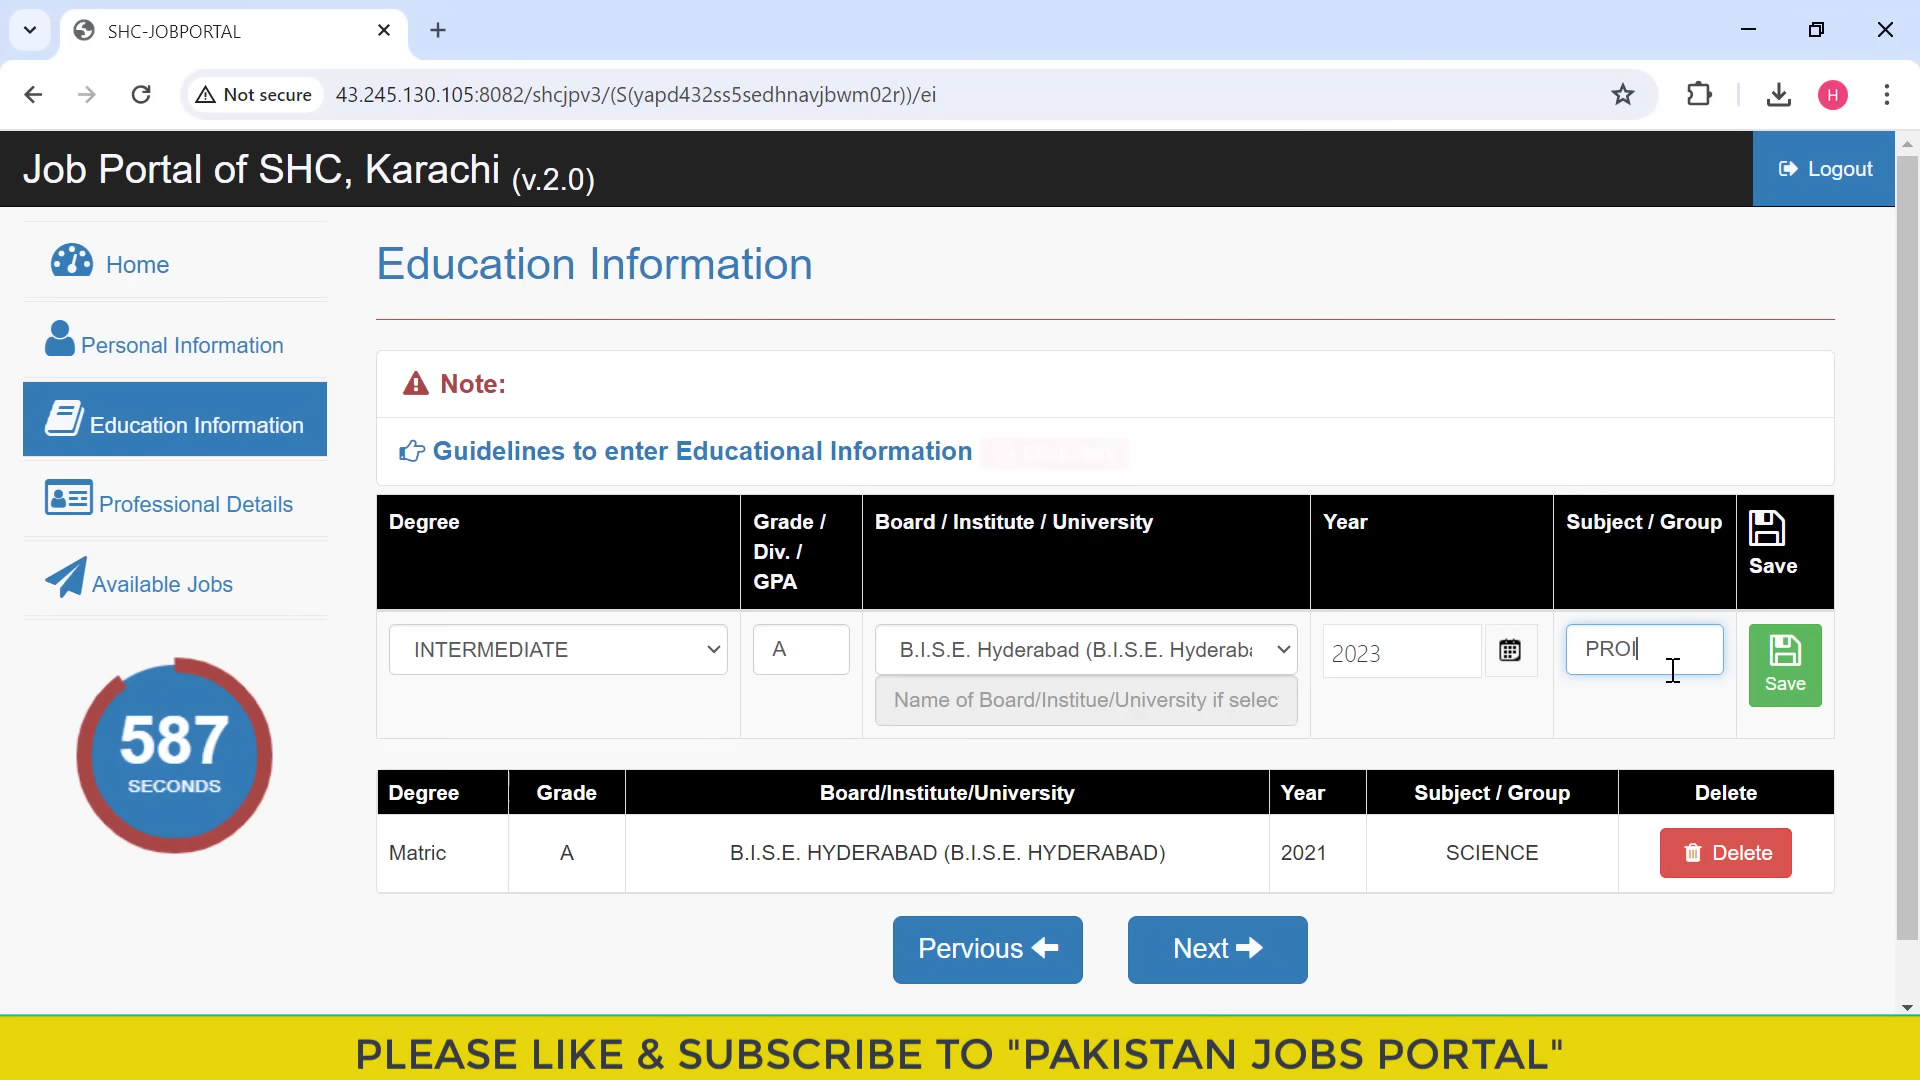 SHC-JOBPORTAL
Not secure
43.245.130.105:8082/shcjpv3/(S(yapd432ss5sedhnavjbwm02r))/ei
H
Job Portal of SHC, Karachi (v.2.0)
Logout
Home
Personal Information
Education Information
Professional Details
Available Jobs
587
SECONDS
Education Information
Note:
Guidelines to enter Educational Information
Degree
Grade /
Div. /
GPA
Board / Institute / University
Year
Subject / Group
Save
INTERMEDIATE
A
B.I.S.E. Hyderabad (B.I.S.E. Hyderaba
Name of Board/Institue/University if selec
2023
PROI
Save
Degree Grade Board/Institute/University Year Subject / Group Delete
Matric A B.I.S.E. HYDERABAD (B.I.S.E. HYDERABAD) 2021 SCIENCE Delete
Pervious
Next
PLEASE LIKE & SUBSCRIBE TO "PAKISTAN JOBS PORTAL"